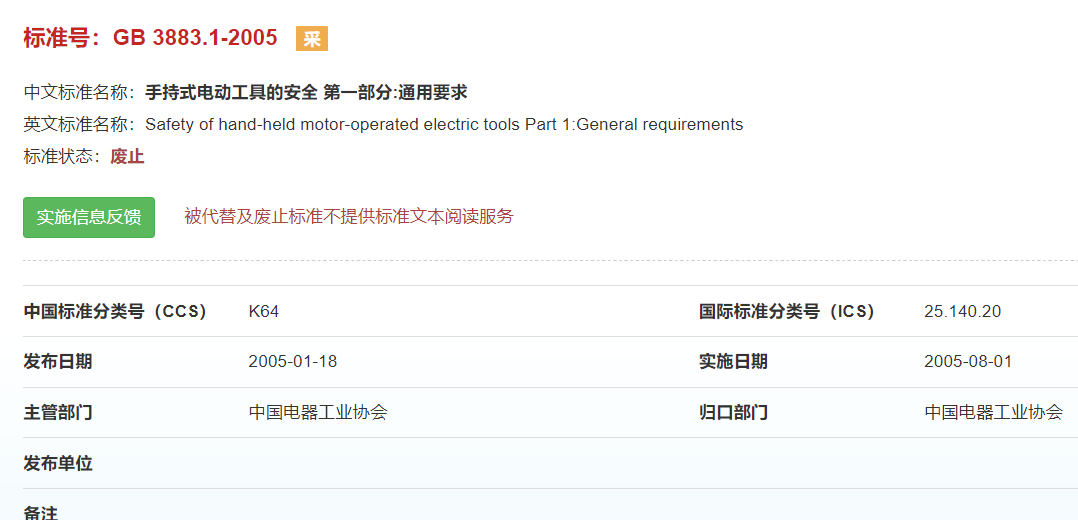 标准号：GB 3883.1-2005 采
中文标准名称：手持式电动工具的安全 第一部分:通用要求
英文标准名称：Safety of hand-held motor-operated electric tools Part 1:General requirements
标准状态：废止
实施信息反馈 被代替及废止标准不提供标准文本阅读服务
中国标准分类号（CCS） K64 国际标准分类号（ICS） 25.140.20
发布日期 2005-01-18 实施日期 2005-08-01
主管部门 中国电器工业协会 归口部门 中国电器工业协会
发布单位
备注